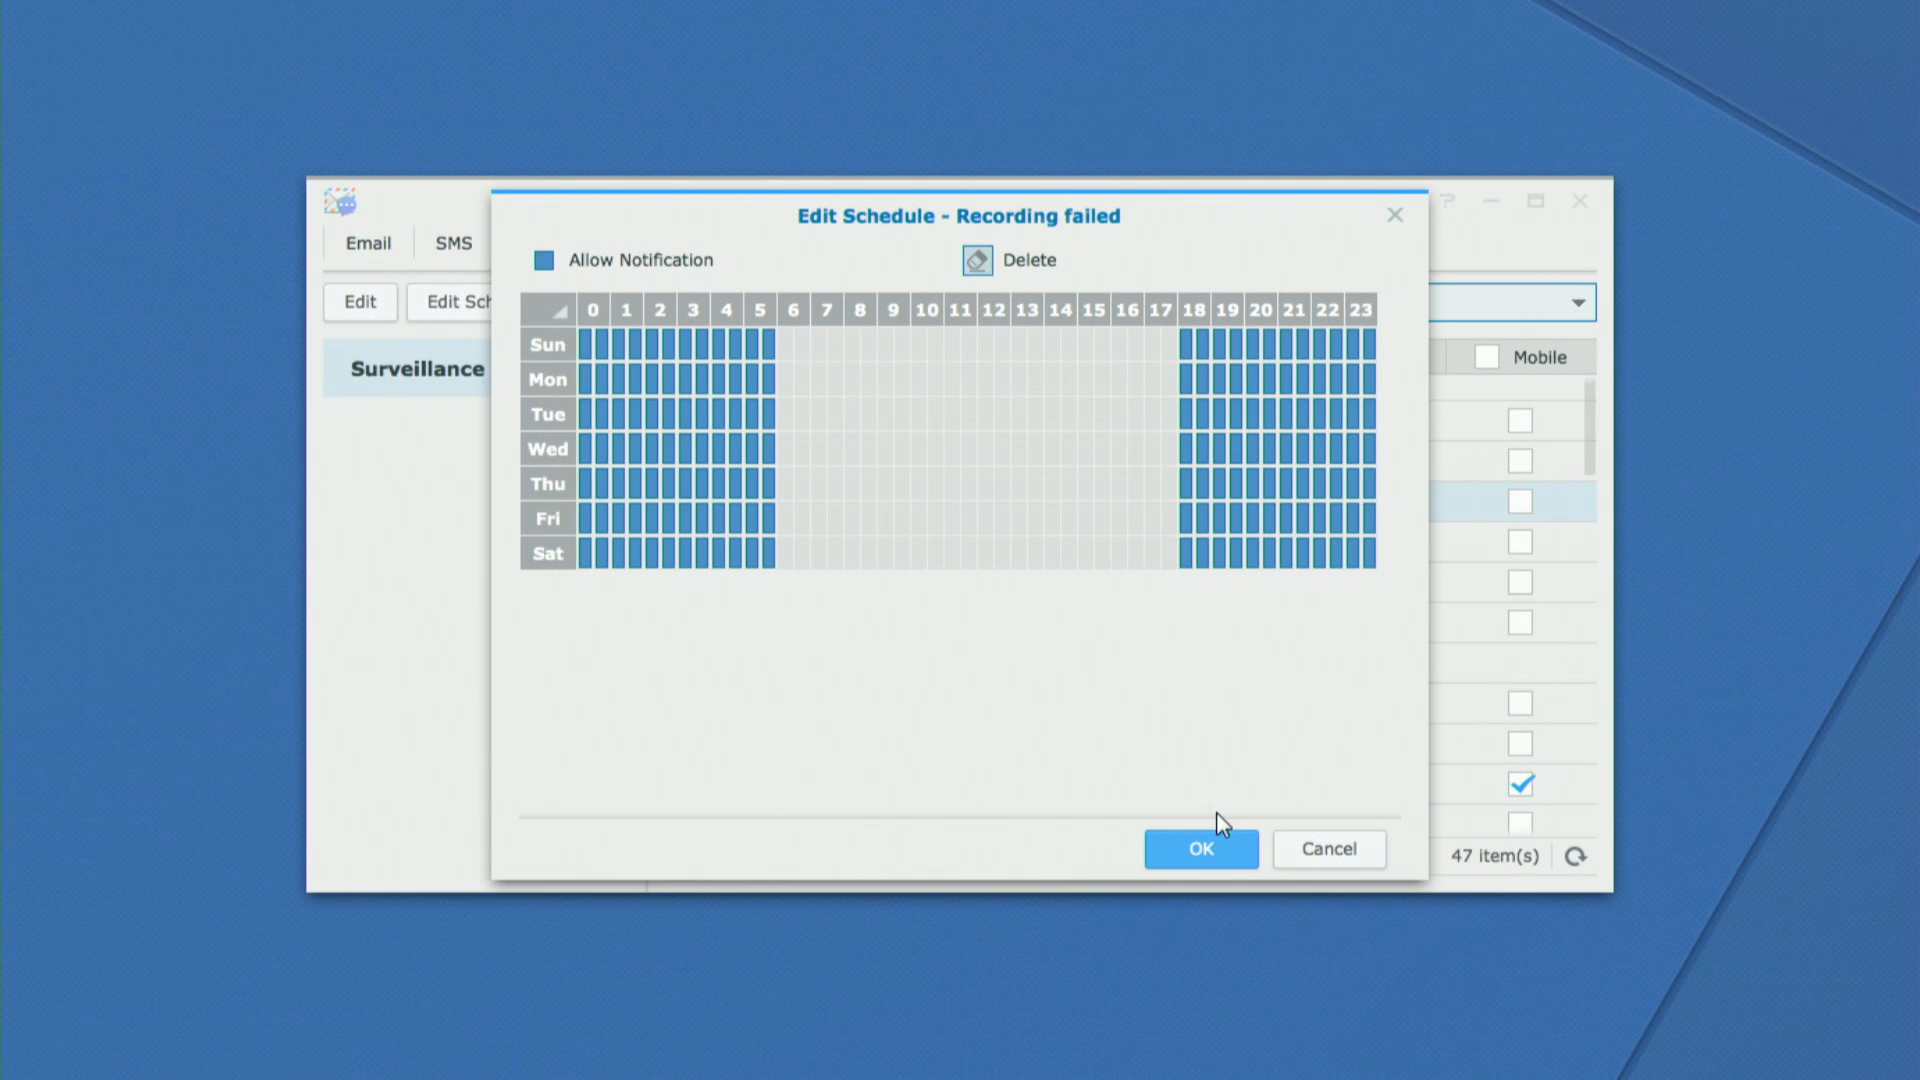 Edit Schedule - Recording failed
Email
SMS
Allow Notification
Delete
Edit
Edit Sch
0 1 2 3 4 5 6 7 8 9 10 11 12 13 14 15 16 17 18 19 20 21 22 23
Sun
Mon
Tue
Wed
Thu
Fri
Sat
Surveillance
Mobile
OK
Cancel
47 item(s)